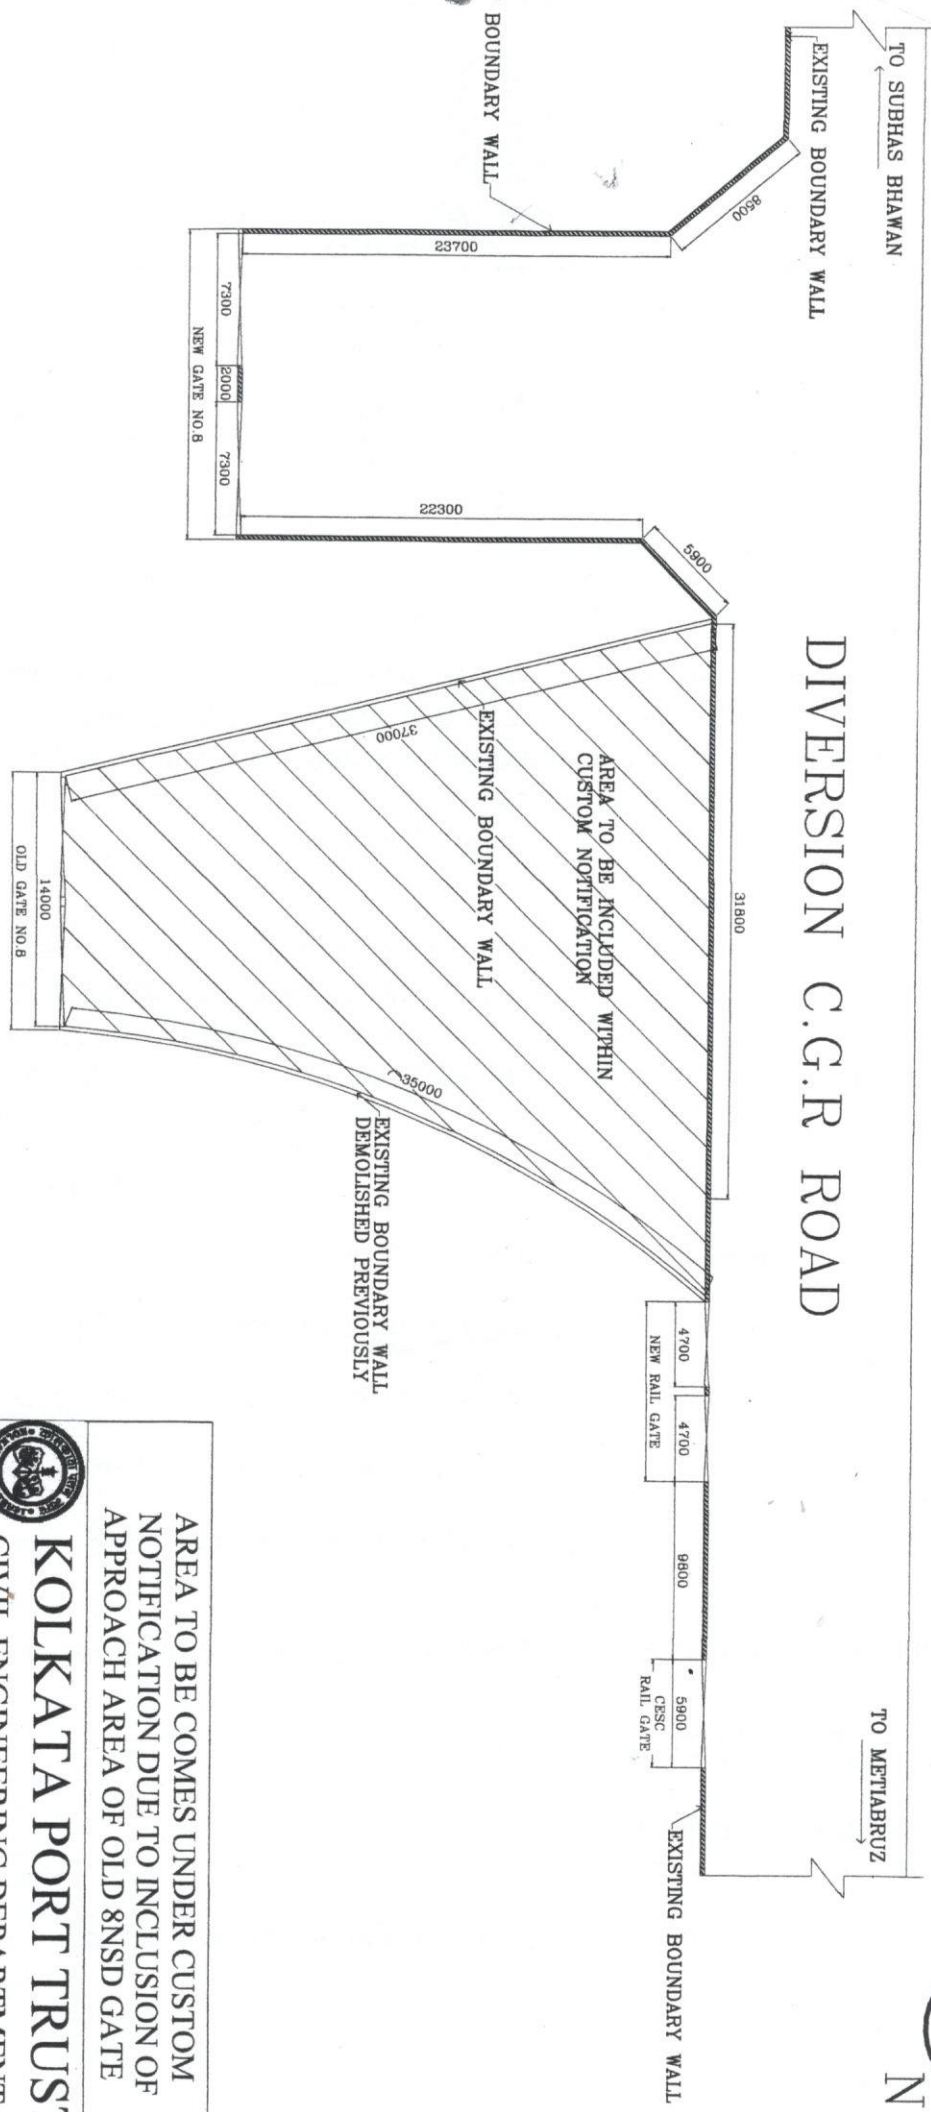 TO SUBHAS BHAWAN
EXISTING BOUNDARY WALL
8500
BOUNDARY WALL
23700
7300
2000
7300
NEW GATE NO.8
22300
5900
DIVERSION C.G.R ROAD
31800
AREA TO BE INCLUDED WITHIN
CUSTOM NOTIFICATION
EXISTING BOUNDARY WALL
37000
14000
OLD GATE NO.8
35000
EXISTING BOUNDARY WALL
DEMOLISHED PREVIOUSLY
4700
4700
NEW RAIL GATE
9800
5900
CESC
RAIL GATE
TO METIABRUZ
EXISTING BOUNDARY WALL
N
AREA TO BE COMES UNDER CUSTOM
NOTIFICATION DUE TO INCLUSION OF
APPROACH AREA OF OLD 8NSD GATE
KOLKATA PORT TRUST
CIVIL ENGINEERING DEPARTMENT